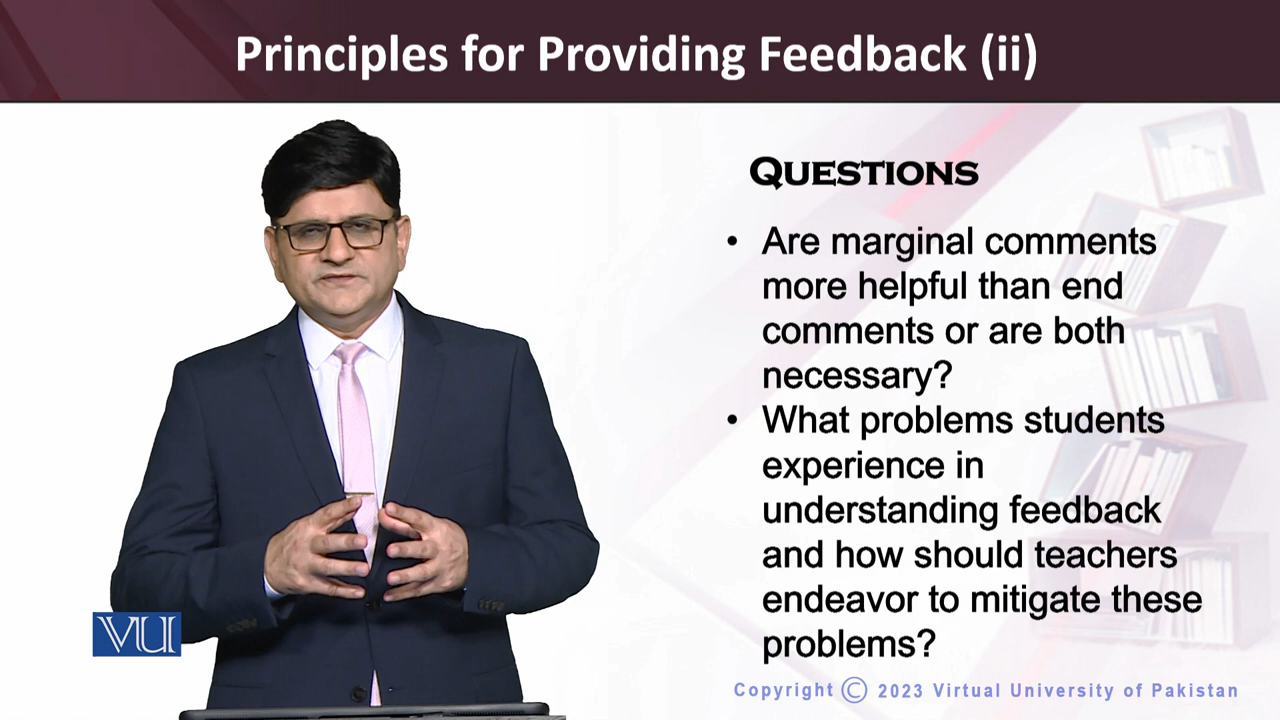 Principles for Providing Feedback (ii)
QUESTIONS
• Are marginal comments
more helpful than end
comments or are both
necessary?
• What problems students
experience in
understanding feedback
and how should teachers
endeavor to mitigate these
problems?
VU
Copyright © 2023 Virtual University of Pakistan